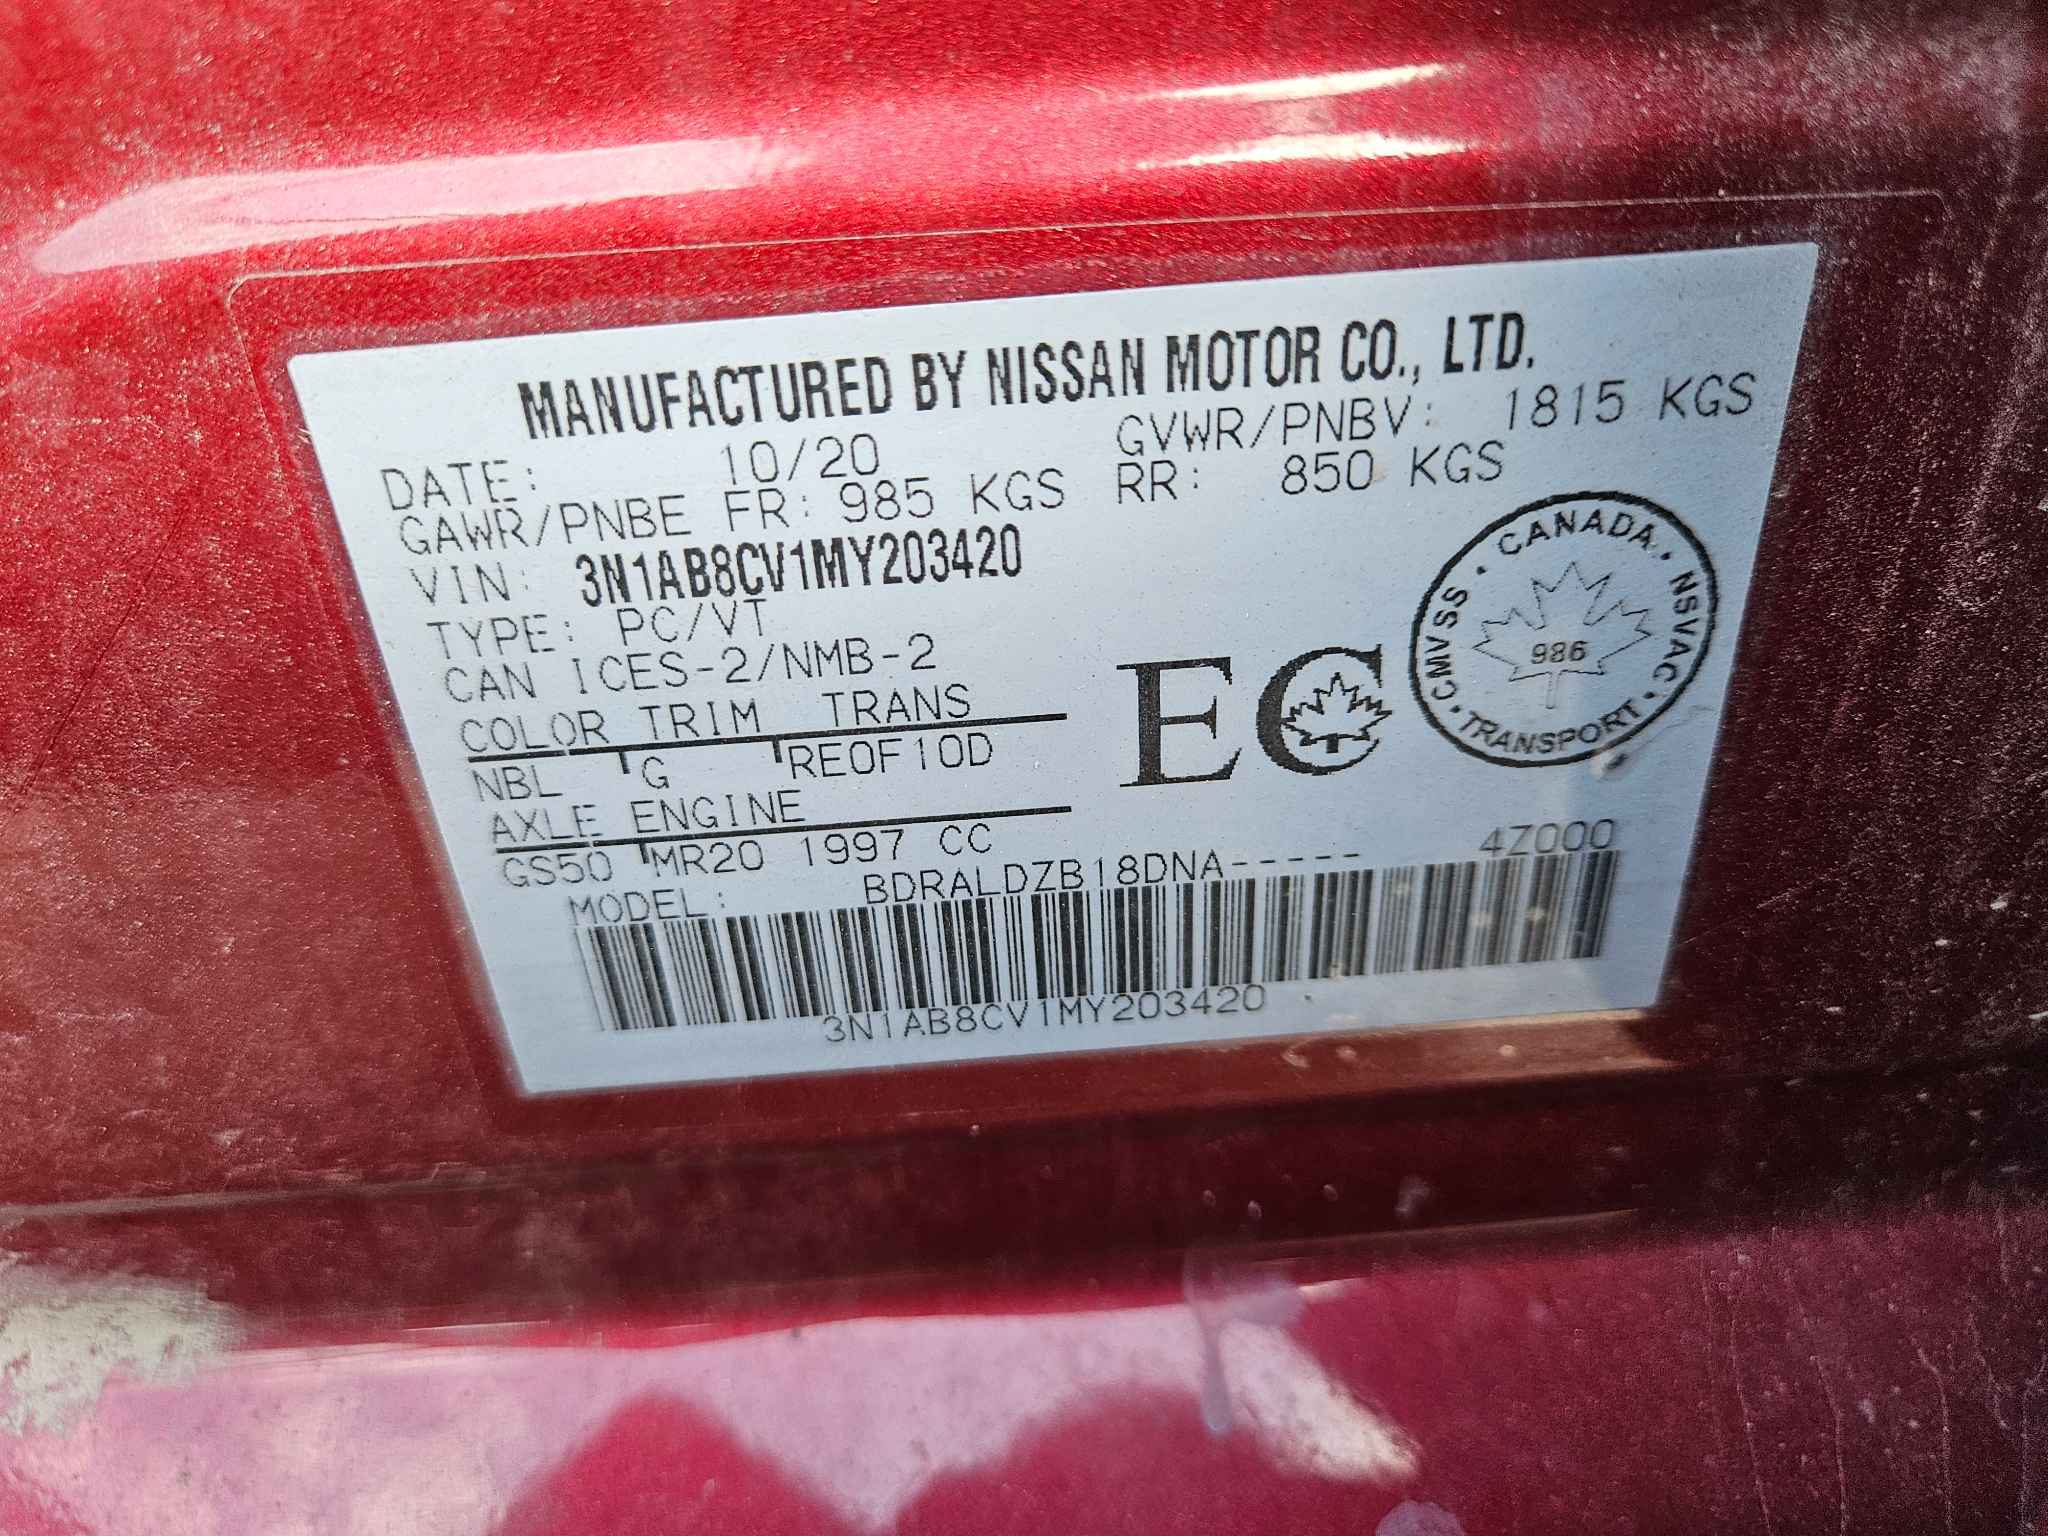 MANUFACTURED BY NISSAN MOTOR CO., LTD.
DATE: 10/20 GVWR/PNBV: 1815 KGS
GAWR/PNBE FR: 985 KGS RR: 850 KGS
VIN: 3N1AB8CV1MY203420
TYPE: PC/VT
CAN ICES-2/NMB-2
COLOR TRIM TRANS
NBL G RE0F10D
AXLE ENGINE
GS50 MR20 1997 CC
MODEL: BDRALDZB18DNA-----
4Z000
3N1AB8CV1MY203420
EC
CANADA · NSVAC · TRANSPORT · CMVSS ·
986